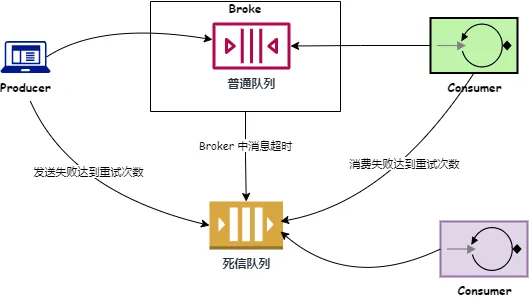 Broke
普通队列
Producer
Consumer
Broker 中消息超时
发送失败达到重试次数
消费失败达到重试次数
死信队列
Consumer